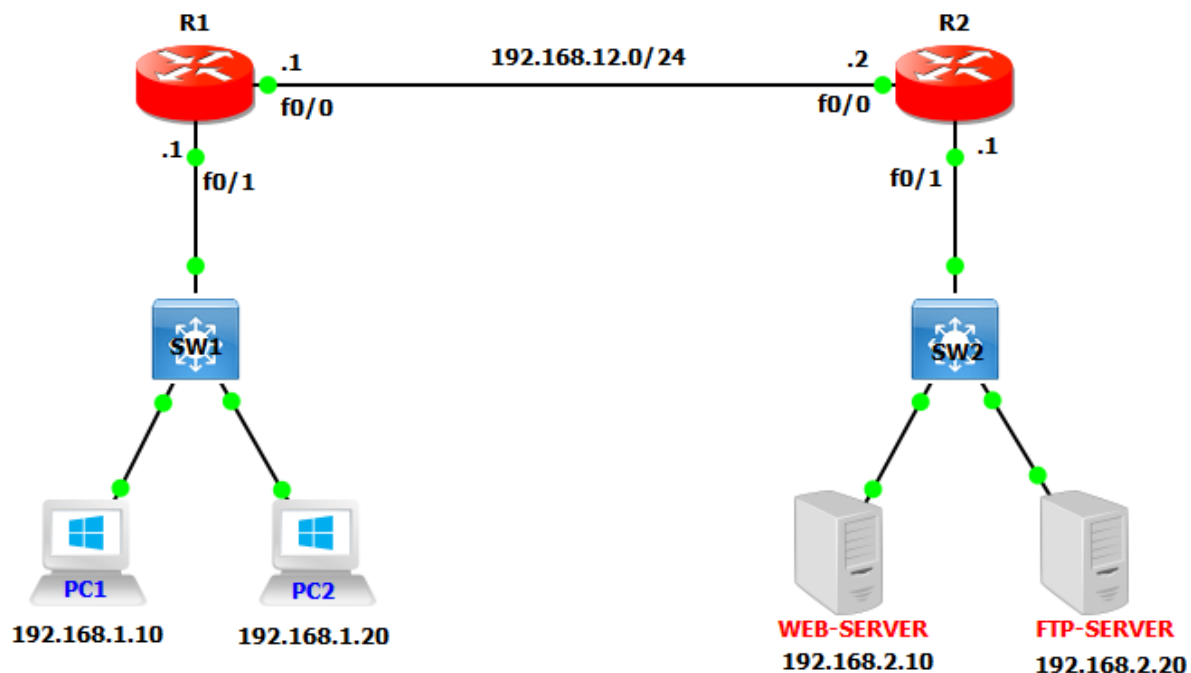 R1
R2
.1
192.168.12.0/24
.2
f0/0
f0/0
.1
.1
f0/1
f0/1
SW1
SW2
PC1
PC2
192.168.1.10
192.168.1.20
WEB-SERVER
FTP-SERVER
192.168.2.10
192.168.2.20